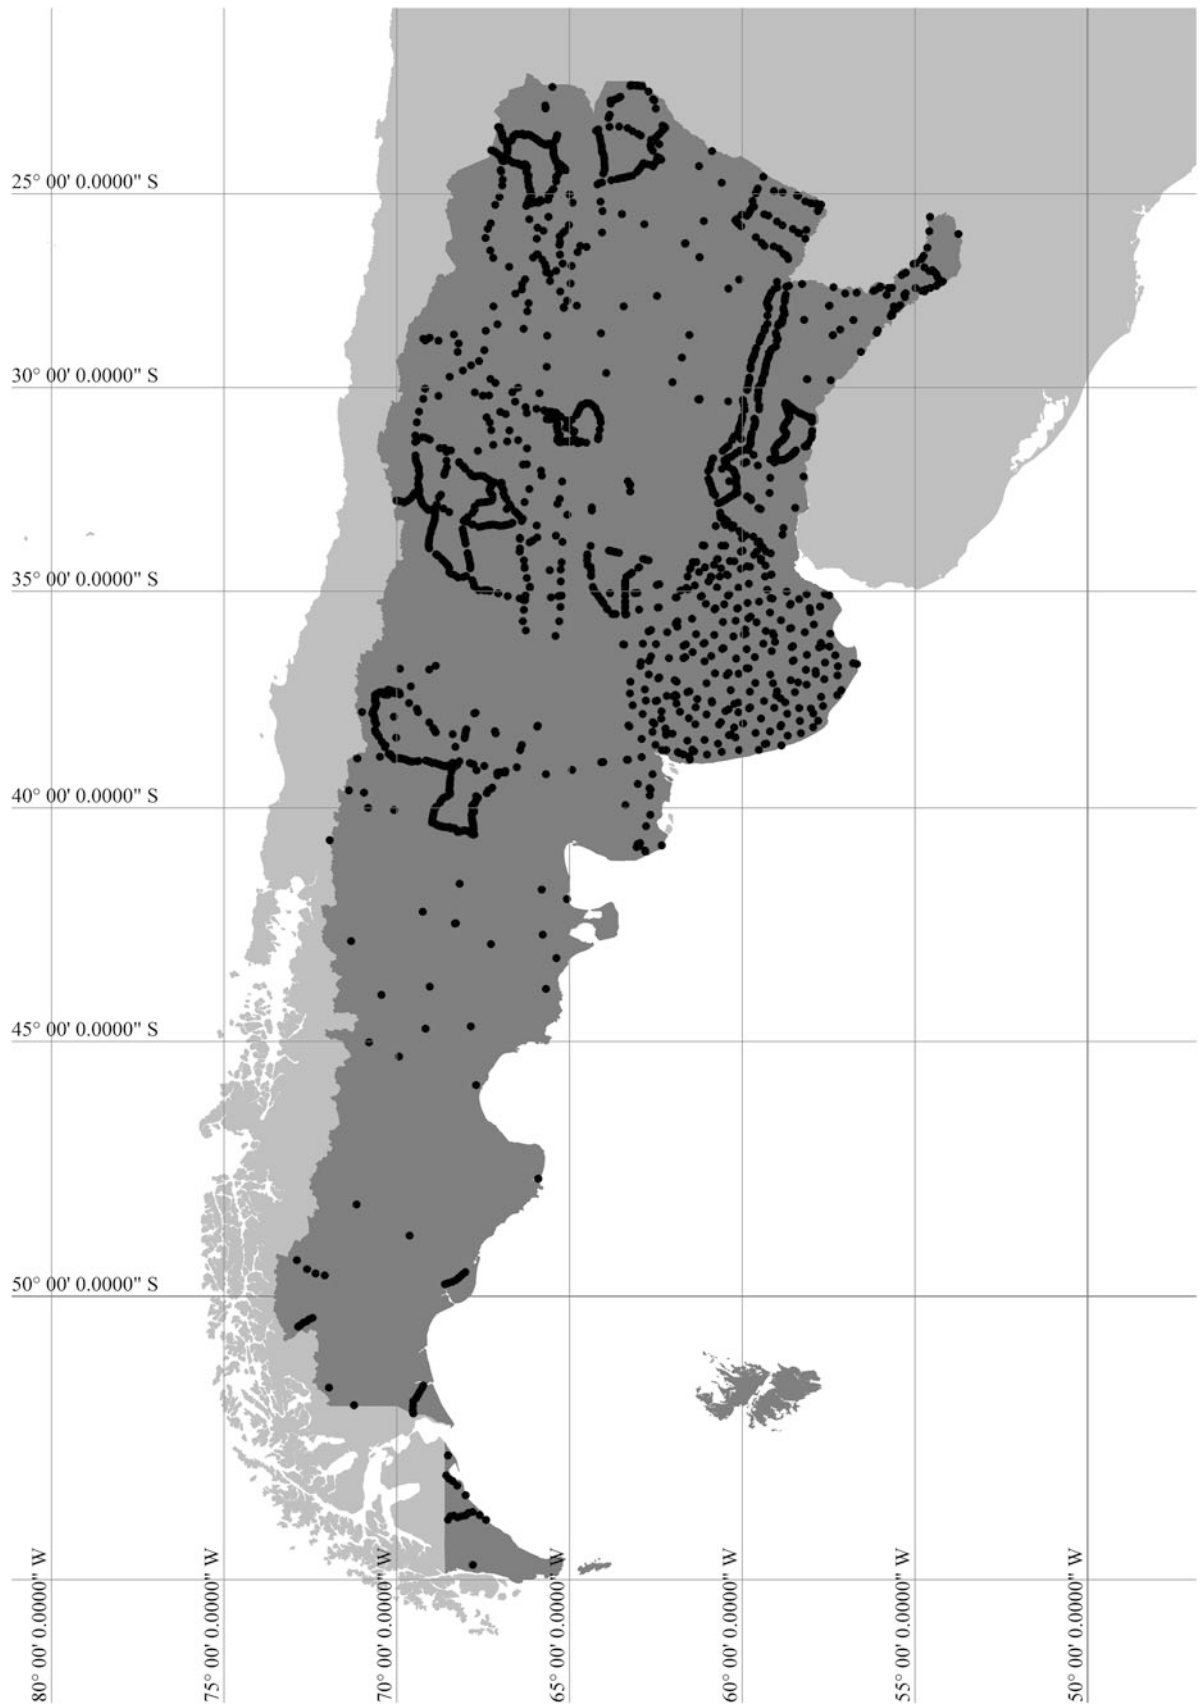 25° 00' 0.0000" S
30° 00' 0.0000" S
35° 00' 0.0000" S
40° 00' 0.0000" S
45° 00' 0.0000" S
50° 00' 0.0000" S
80° 00' 0.0000" W
75° 00' 0.0000" W
70° 00' 0.0000" W
65° 00' 0.0000" W
60° 00' 0.0000" W
55° 00' 0.0000" W
50° 00' 0.0000" W